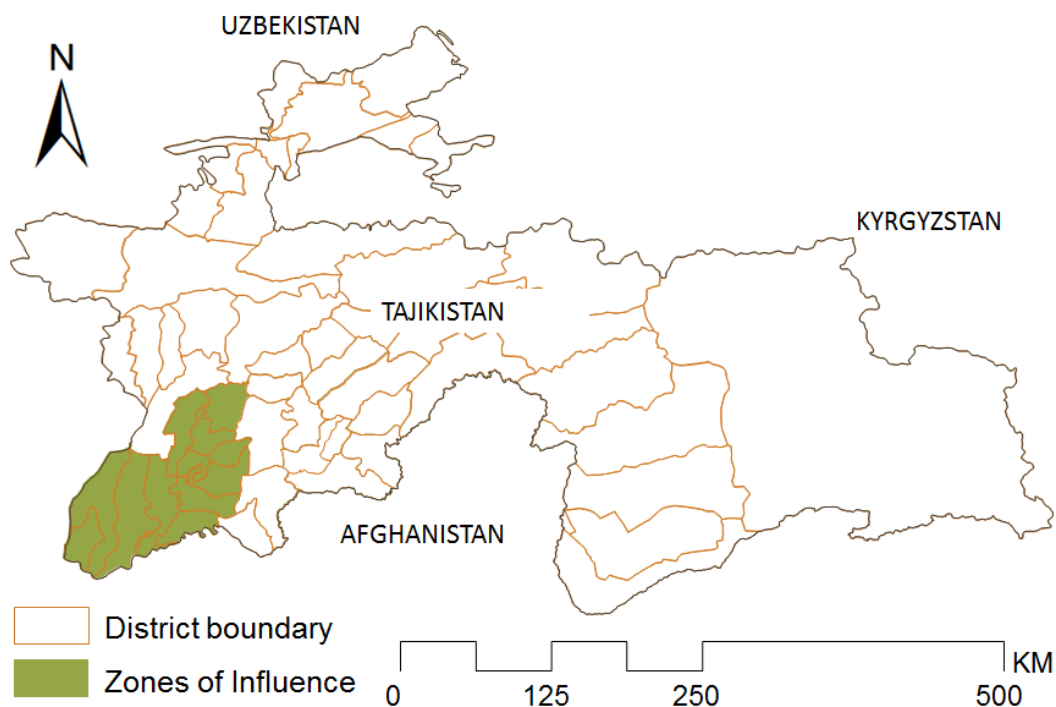 UZBEKISTAN
N
KYRGYZSTAN
TAJIKISTAN
AFGHANISTAN
District boundary
Zones of Influence
KM
0 125 250 500